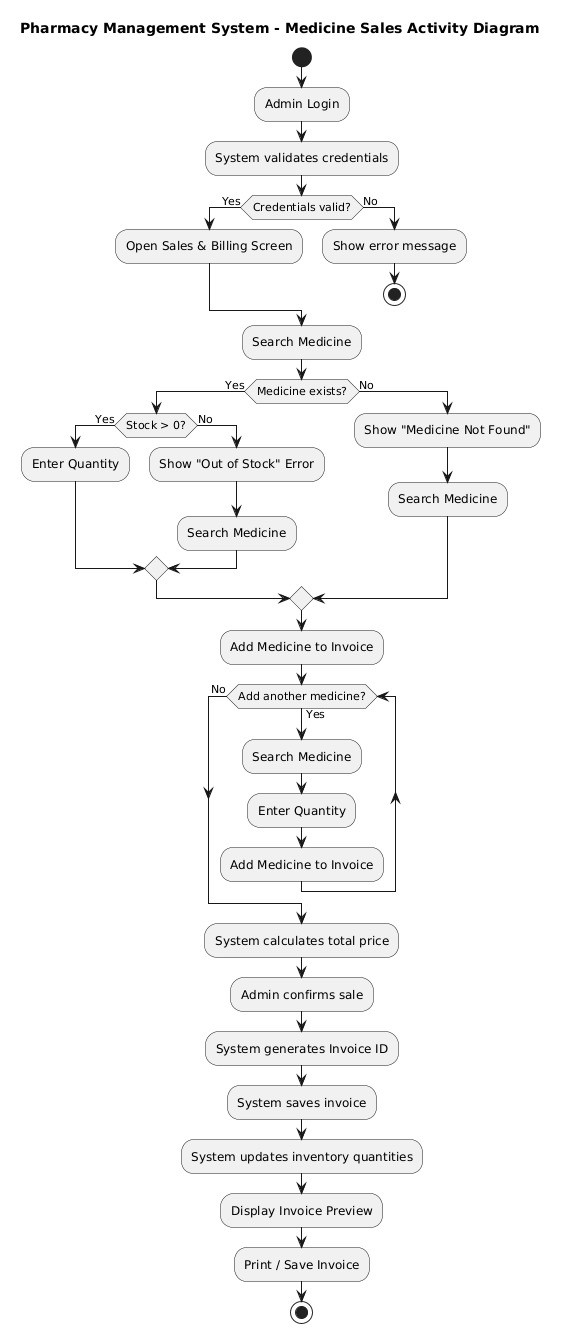 Pharmacy Management System - Medicine Sales Activity Diagram
Admin Login
System validates credentials
Yes
Credentials valid?
No
Open Sales & Billing Screen
Show error message
Search Medicine
Yes
Medicine exists?
No
Yes
Stock > 0?
No
Show "Medicine Not Found"
Enter Quantity
Show "Out of Stock" Error
Search Medicine
Search Medicine
Add Medicine to Invoice
No
Add another medicine?
Yes
Search Medicine
Enter Quantity
Add Medicine to Invoice
System calculates total price
Admin confirms sale
System generates Invoice ID
System saves invoice
System updates inventory quantities
Display Invoice Preview
Print / Save Invoice